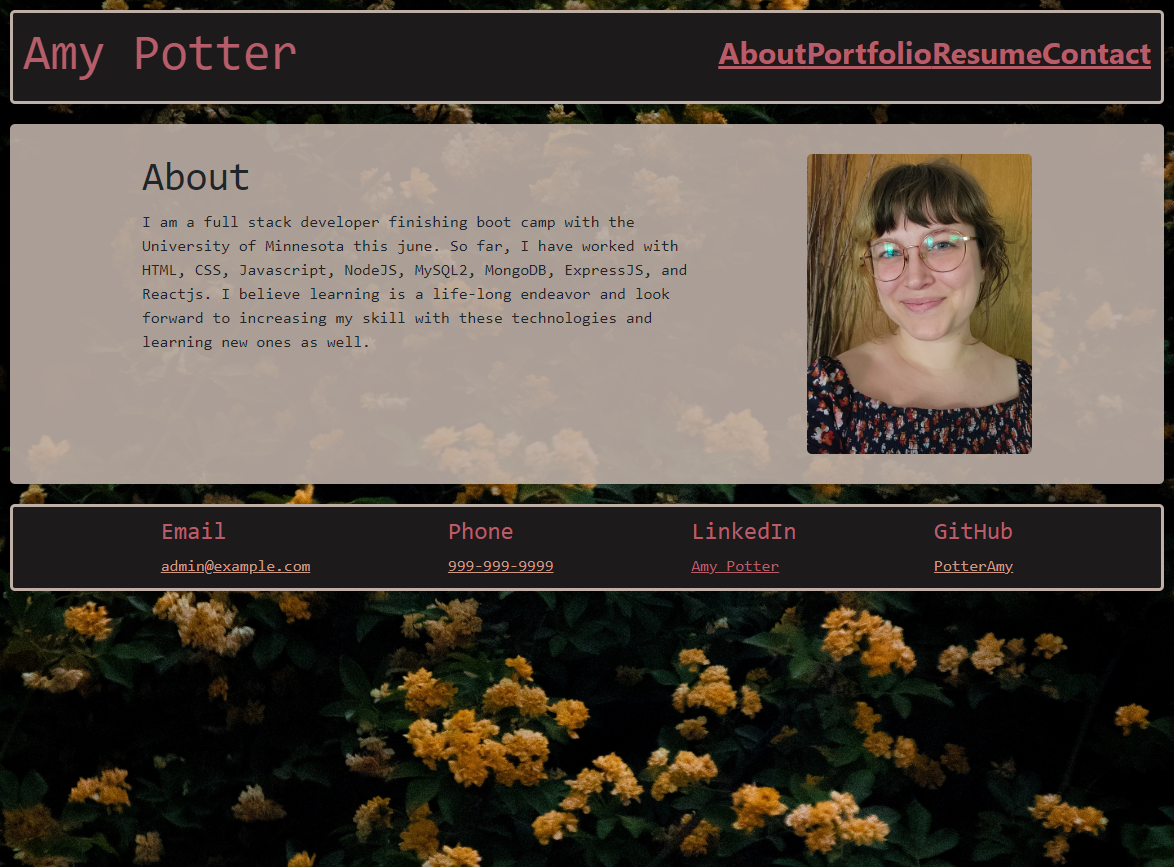 Amy Potter
AboutPortfolioResumeContact
About
I am a full stack developer finishing boot camp with the
University of Minnesota this june. So far, I have worked with
HTML, CSS, Javascript, NodeJS, MySQL2, MongoDB, ExpressJS, and
Reactjs. I believe learning is a life-long endeavor and look
forward to increasing my skill with these technologies and
learning new ones as well.
Email Phone LinkedIn GitHub
admin@example.com 999-999-9999 Amy Potter PotterAmy